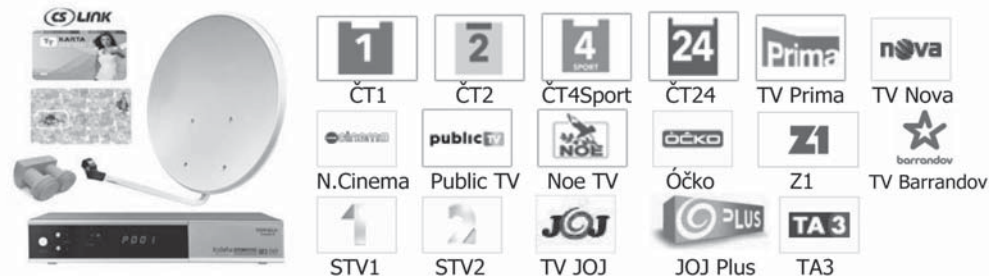 CS LINK
KARTA
P001
1 2 4 SPORT 24 Prima nova
ČT1 ČT2 ČT4Sport ČT24 TV Prima TV Nova
cinema public TV NOE ÓČKO Z1 barrandov
N.Cinema Public TV Noe TV Óčko Z1 TV Barrandov
1 2 JOJ PLUS TA3
STV1 STV2 TV JOJ JOJ Plus TA3